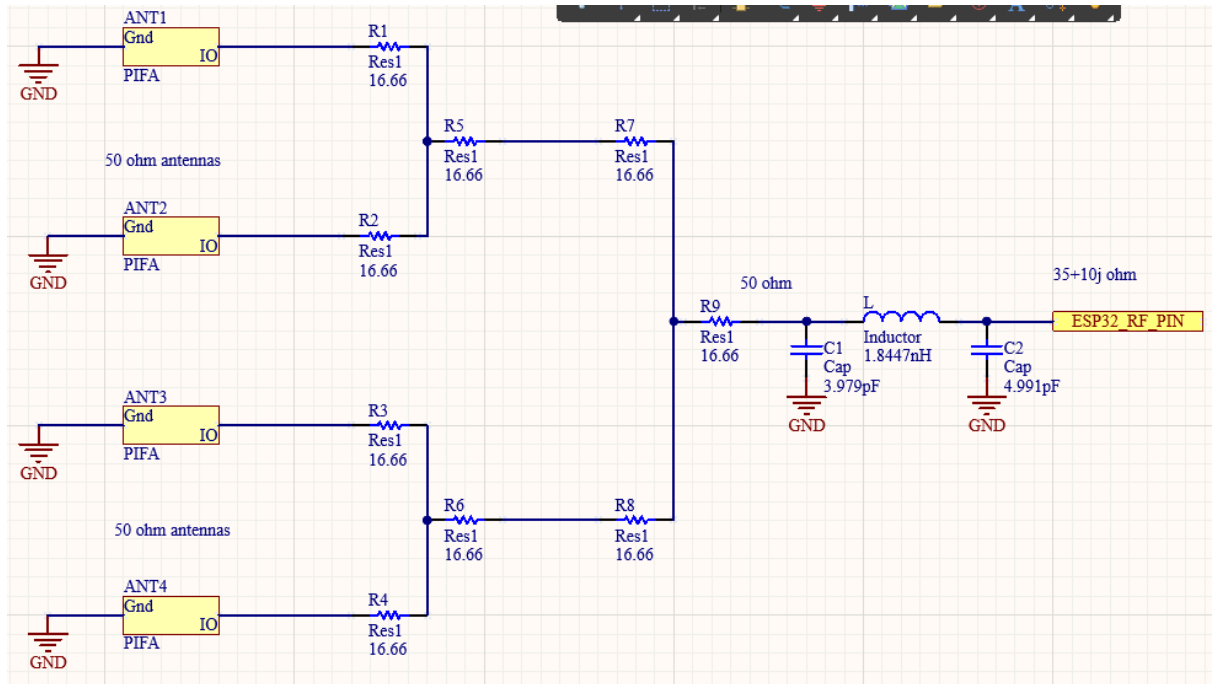 ANT1
Gnd
IO
PIFA
GND
R1
Res1
16.66
50 ohm antennas
R5
Res1
16.66
R7
Res1
16.66
ANT2
Gnd
IO
PIFA
GND
R2
Res1
16.66
50 ohm
35+10j ohm
R9
Res1
16.66
L
Inductor
1.8447nH
ESP32_RF_PIN
C1
Cap
3.979pF
GND
C2
Cap
4.991pF
GND
ANT3
Gnd
IO
PIFA
GND
R3
Res1
16.66
50 ohm antennas
R6
Res1
16.66
R8
Res1
16.66
ANT4
Gnd
IO
PIFA
GND
R4
Res1
16.66